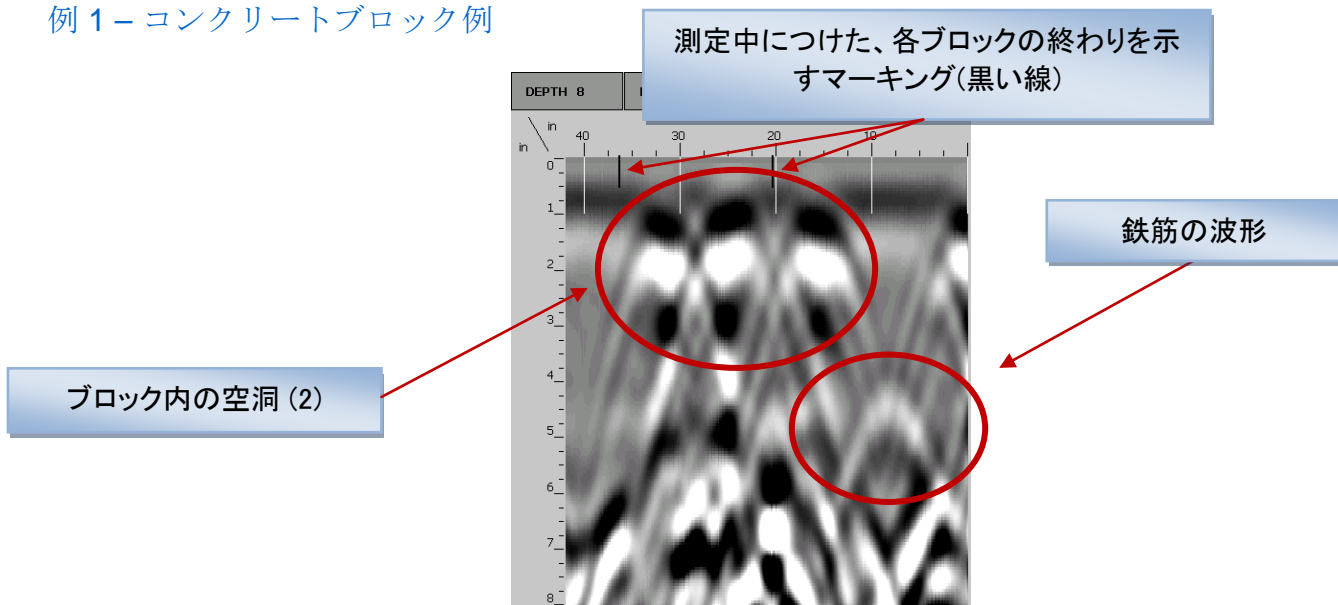 例 1 – コンクリートブロック例
測定中につけた、各ブロックの終わりを示
すマーキング(黒い線)
DEPTH 8
in
in
40
30
20
10
0
1
2
3
4
5
6
7
8
鉄筋の波形
ブロック内の空洞 (2)